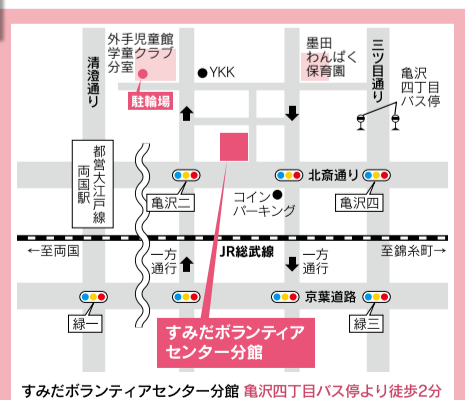 外手児童館
学童クラブ
分室
清澄通り
駐輪場
YKK
墨田
わんぱく
保育園
三ツ目通り
亀沢
四丁目
バス停
都営大江戸線
両国駅
亀沢二
北斎通り
亀沢四
コイン
パーキング
←至両国
一方
通行
JR総武線
一方
通行
至錦糸町→
緑一
京葉道路
緑三
すみだボランティア
センター分館
すみだボランティアセンター分館 亀沢四丁目バス停より徒歩2分